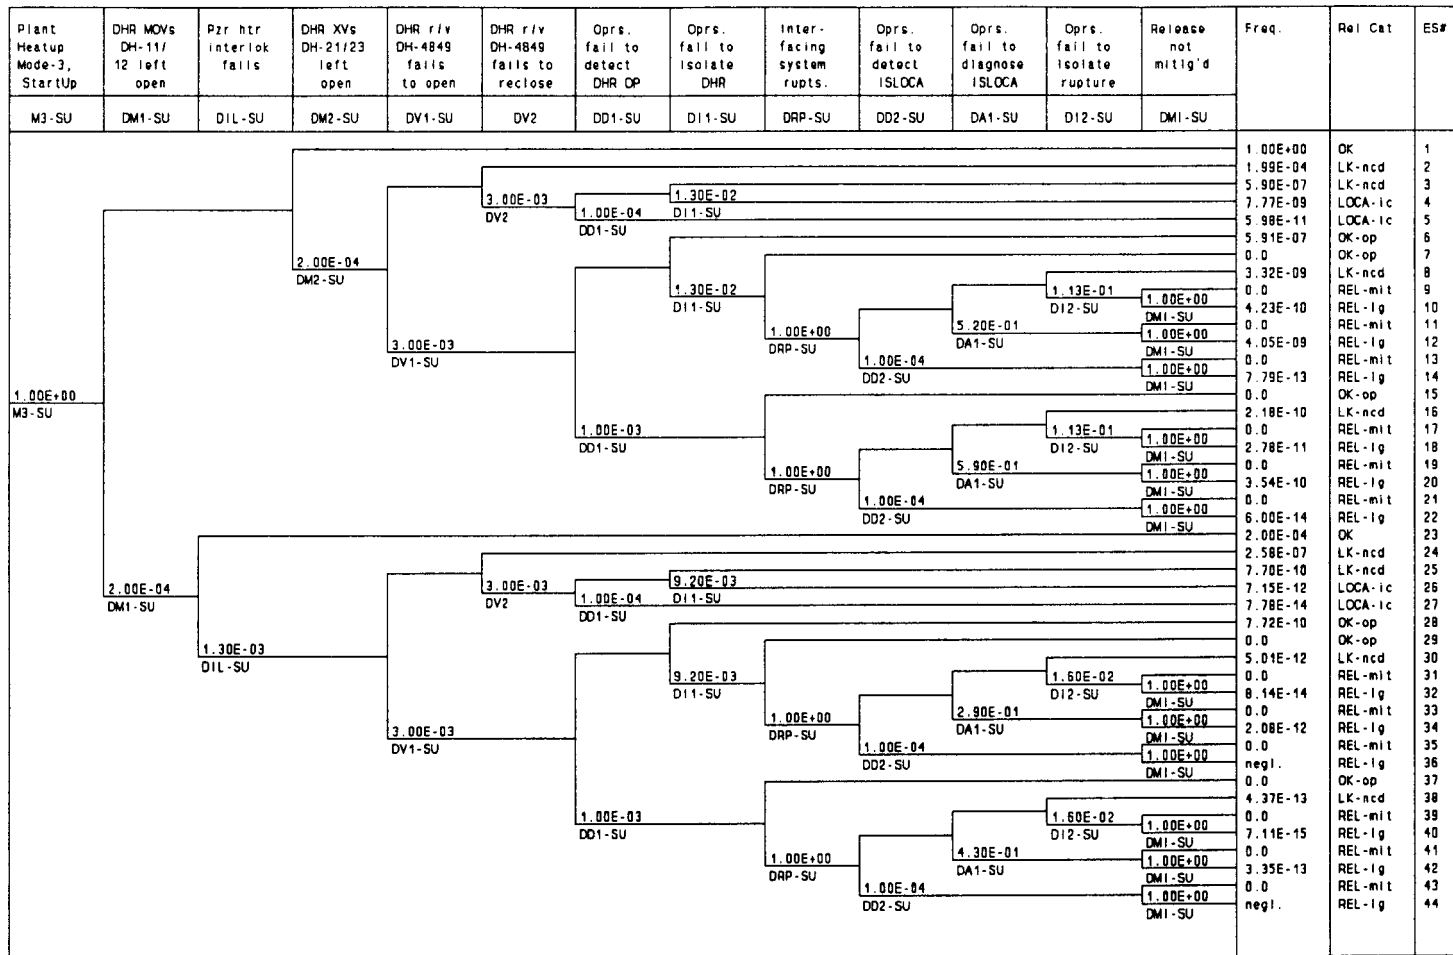 Plant Heatup Mode-3, StartUp
DHR MOVs DH-11/ 12 left open
Pzr htr interlok fails
DHR XVs DH-21/23 left open
DHR r/v DH-4849 fails to open
DHR r/v DH-4849 fails to reclose
Oprs. fail to detect DHR OP
Oprs. fail to isolate DHR
Inter- facing system rupts.
Oprs. fail to detect ISLOCA
Oprs. fail to diagnose ISLOCA
Oprs. fail to isolate rupture
Release not mitig'd
Freq.
Rel Cat
ES#
M3-SU DM1-SU DIL-SU DM2-SU DV1-SU DV2 DD1-SU DI1-SU DRP-SU DD2-SU DA1-SU DI2-SU DMI-SU
1.00E+00 OK 1
1.99E-04 LK-ncd 2
5.90E-07 LK-ncd 3
3.00E-03 1.30E-02
7.77E-09 LOCA-ic 4
DV2 1.00E-04 DI1-SU
5.98E-11 LOCA-ic 5
DD1-SU
5.91E-07 OK-op 6
0.0 OK-op 7
2.00E-04
3.32E-09 LK-ncd 8
DM2-SU
1.30E-02 1.13E-01
0.0 REL-mit 9
DI1-SU DI2-SU 1.00E+00
4.23E-10 REL-lg 10
DMI-SU
0.0 REL-mit 11
1.00E+00 5.20E-01 1.00E+00
4.05E-09 REL-lg 12
3.00E-03 DRP-SU DA1-SU DMI-SU
DV1-SU
0.0 REL-mit 13
1.00E-04 1.00E+00
7.79E-13 REL-lg 14
DD2-SU DMI-SU
1.00E+00
M3-SU
0.0 OK-op 15
2.18E-10 LK-ncd 16
1.00E-03 1.13E-01
0.0 REL-mit 17
DD1-SU DI2-SU 1.00E+00
2.78E-11 REL-lg 18
DMI-SU
0.0 REL-mit 19
1.00E+00 5.90E-01 1.00E+00
3.54E-10 REL-lg 20
DRP-SU DA1-SU DMI-SU
0.0 REL-mit 21
1.00E-04 1.00E+00
6.00E-14 REL-lg 22
DD2-SU DMI-SU
2.00E-04 OK 23
2.58E-07 LK-ncd 24
7.70E-10 LK-ncd 25
2.00E-04 3.00E-03 9.20E-03
7.15E-12 LOCA-ic 26
DM1-SU DV2 1.00E-04 DI1-SU
7.78E-14 LOCA-ic 27
DD1-SU
7.72E-10 OK-op 28
0.0 OK-op 29
1.30E-03
5.01E-12 LK-ncd 30
DIL-SU
9.20E-03 1.60E-02
0.0 REL-mit 31
DI1-SU DI2-SU 1.00E+00
8.14E-14 REL-lg 32
DMI-SU
0.0 REL-mit 33
1.00E+00 2.90E-01 1.00E+00
2.08E-12 REL-lg 34
3.00E-03 DRP-SU DA1-SU DMI-SU
DV1-SU
0.0 REL-mit 35
1.00E-04 1.00E+00
negl. REL-lg 36
DD2-SU DMI-SU
0.0 OK-op 37
4.37E-13 LK-ncd 38
1.00E-03 1.60E-02
0.0 REL-mit 39
DD1-SU DI2-SU 1.00E+00
7.11E-15 REL-lg 40
DMI-SU
0.0 REL-mit 41
1.00E+00 4.30E-01 1.00E+00
3.35E-13 REL-lg 42
DRP-SU DA1-SU DMI-SU
0.0 REL-mit 43
1.00E-04 1.00E+00
negl. REL-lg 44
DD2-SU DMI-SU